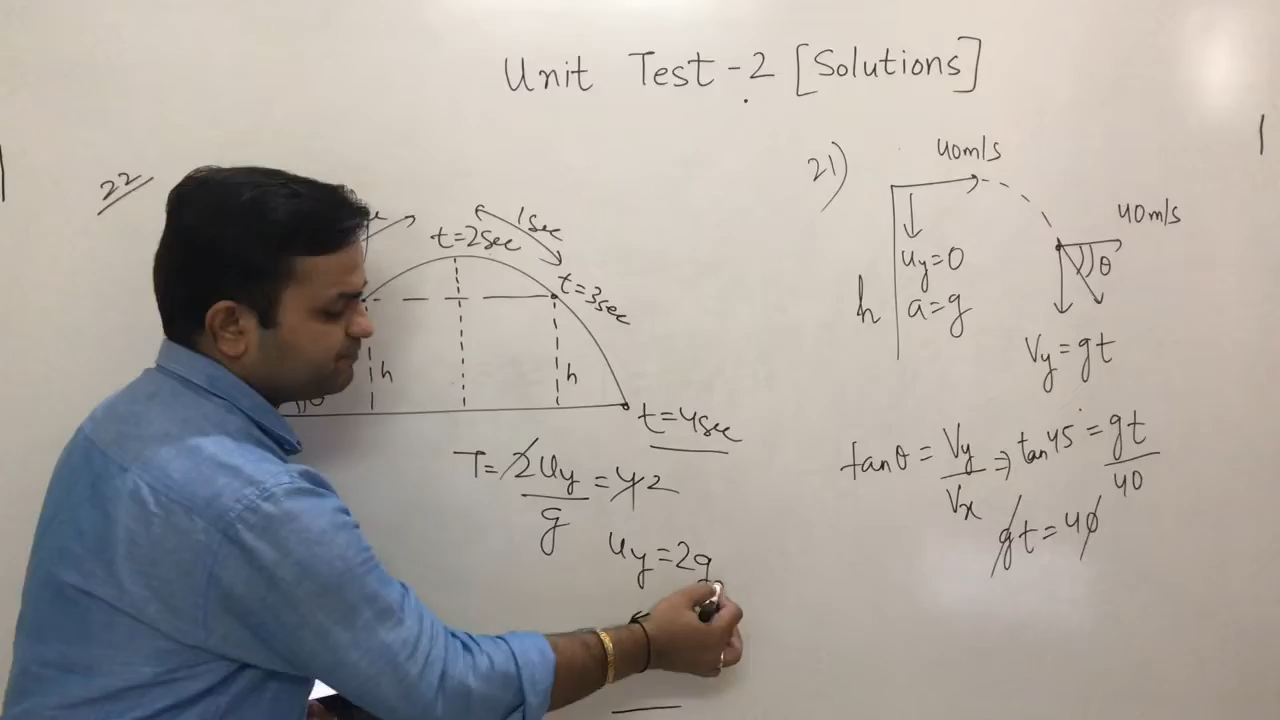 Unit Test - 2 [Solutions]
22
1sec
t=2sec
t=3sec
h
h
t=4sec
T= 2uy/g = 4 2
uy=2g
21)
40m/s
uy=0
a=g
h
40m/s
θ
Vy=gt
tanθ = Vy/Vx ⇒ tan45 = gt/40
gt=40